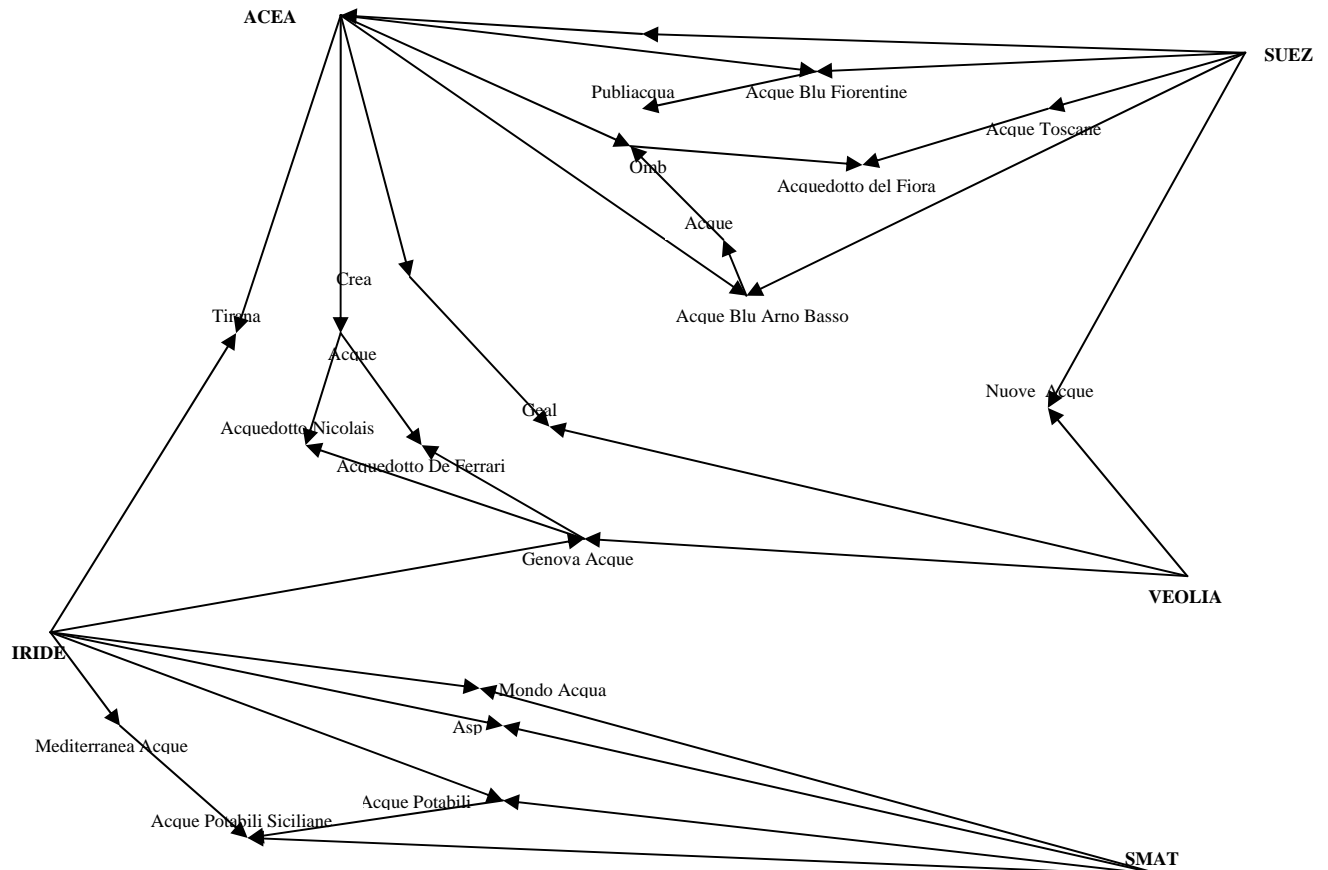 ACEA
SUEZ
Publiacqua
Acque Blu Fiorentine
Acque Toscane
Omb
Acquedotto del Fiora
Acque
Crea
Tirena
Acque Blu Arno Basso
Acque
Nuove Acque
Geal
Acquedotto Nicolais
Acquedotto De Ferrari
Genova Acque
VEOLIA
IRIDE
Mondo Acqua
Asp
Mediterranea Acque
Acque Potabili
Acque Potabili Siciliane
SMAT